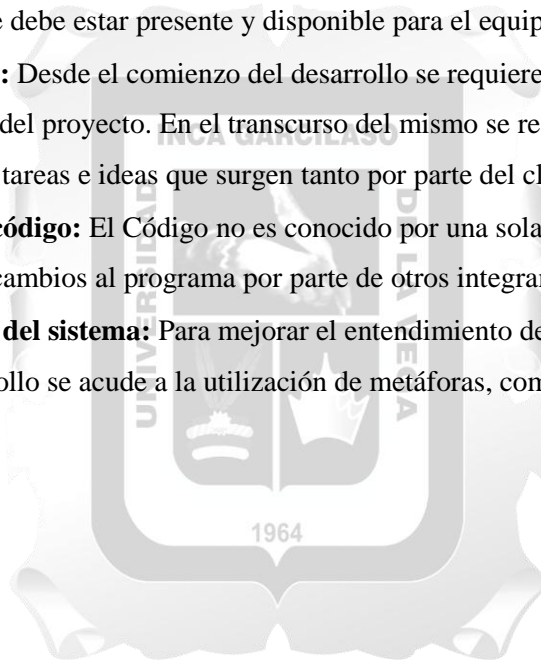 debe estar presente y disponible para el equip
: Desde el comienzo del desarrollo se requiere
del proyecto. En el transcurso del mismo se re
tareas e ideas que surgen tanto por parte del cl
código: El Código no es conocido por una sola
cambios al programa por parte de otros integran
del sistema: Para mejorar el entendimiento de
ollo se acude a la utilización de metáforas, com
UNIVERSIDAD
INCA GARCILASO
DE LA VEGA
1964